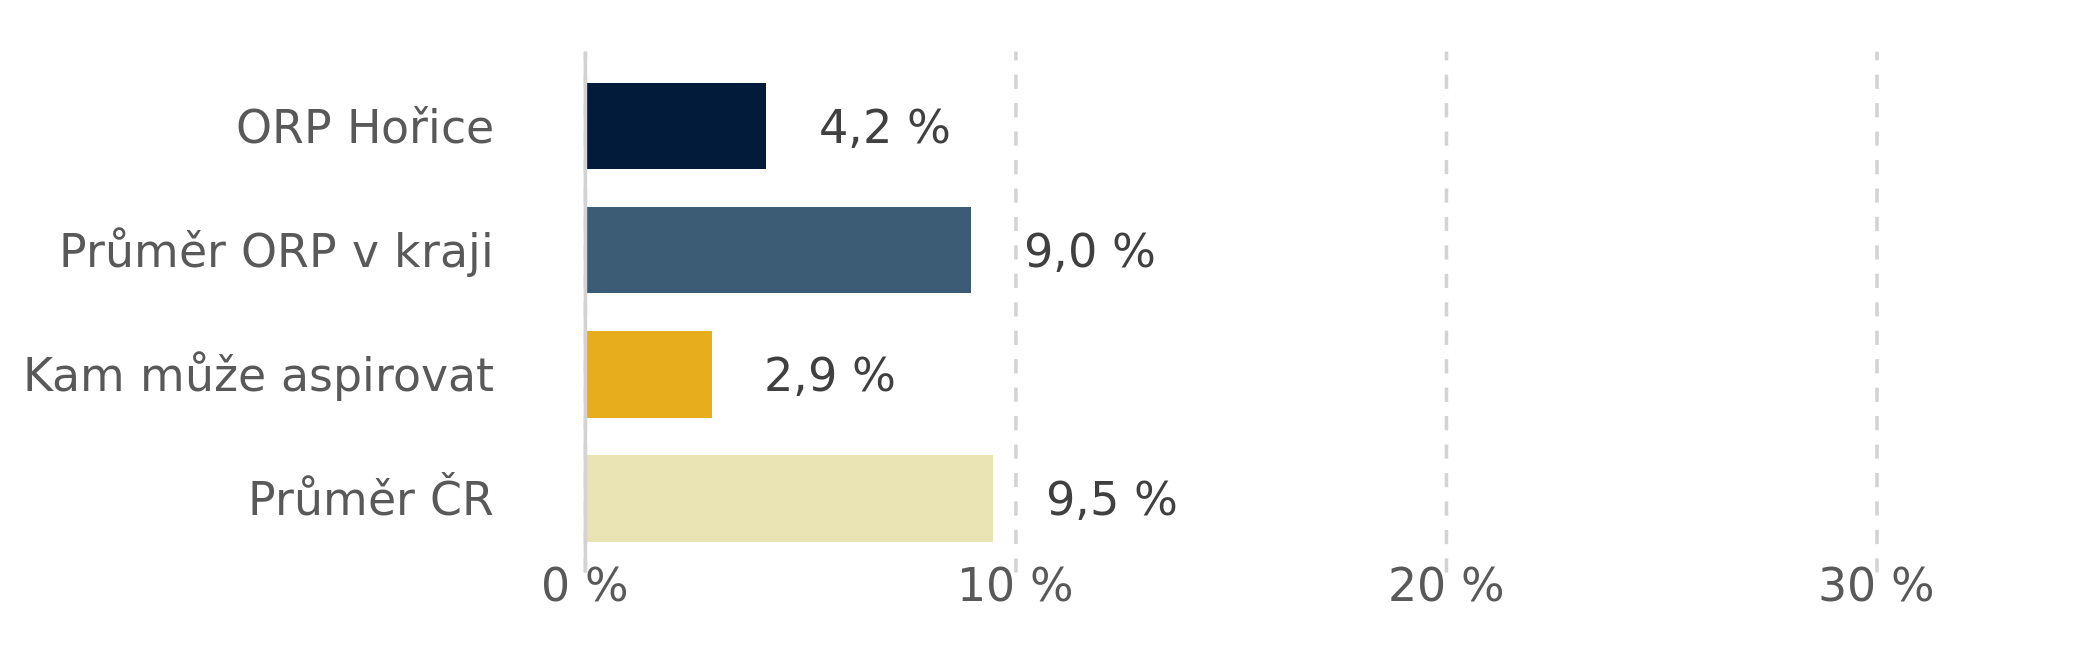 ORP Hořice 4,2 %
Průměr ORP v kraji 9,0 %
Kam může aspirovat 2,9 %
Průměr ČR 9,5 %
0 % 10 % 20 % 30 %